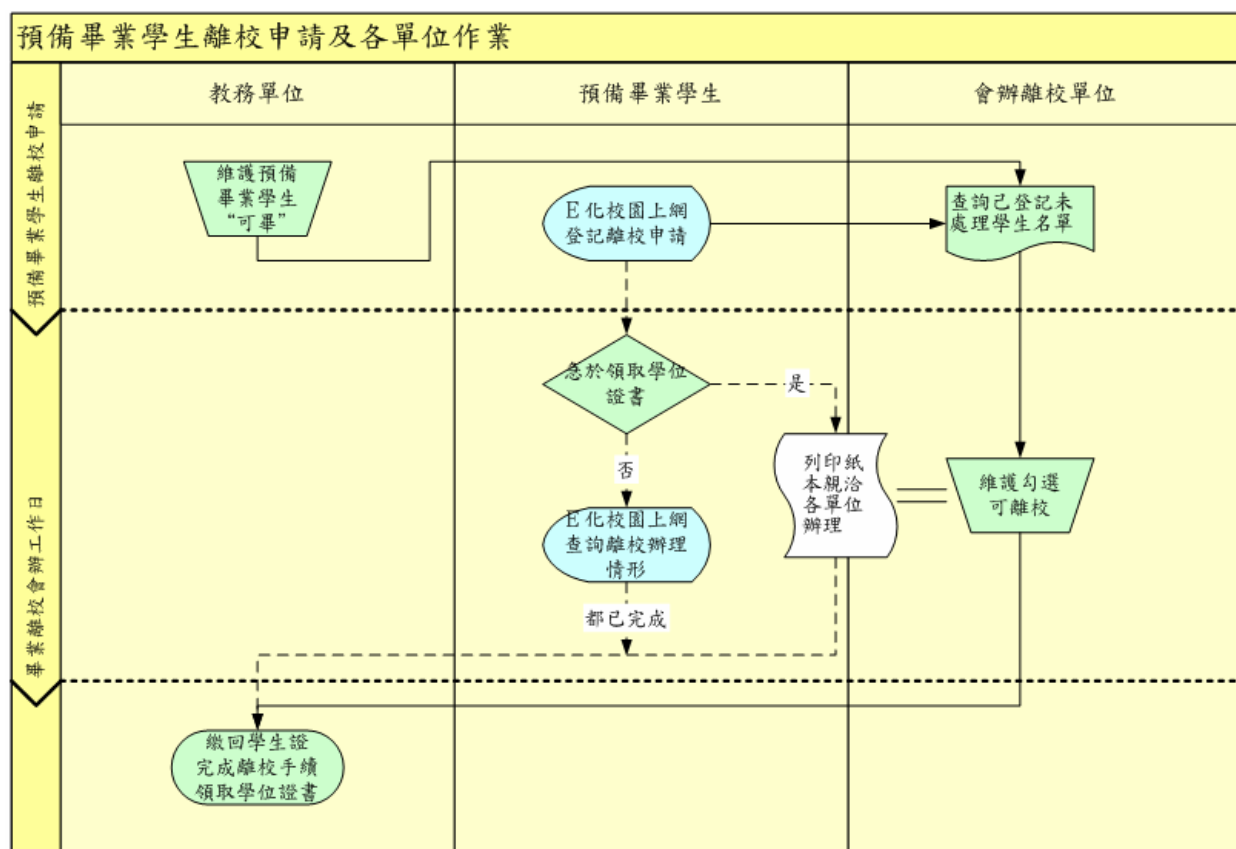 預備畢業學生離校申請及各單位作業
教務單位
預備畢業學生
會辦離校單位
預備畢業學生離校申請
維護預備
畢業學生
“可畢”
E化校園上網
登記離校申請
查詢已登記未
處理學生名單
畢業離校會辦工作日
急於領取學位
證書
是
否
列印紙
本親洽
各單位
辦理
維護勾選
可離校
E化校園上網
查詢離校辦理
情形
都已完成
繳回學生證
完成離校手續
領取學位證書